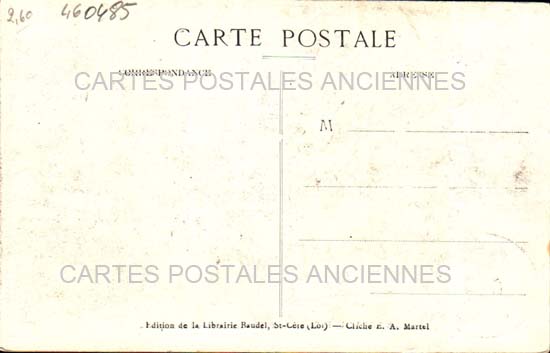 2,60 460485
CARTE POSTALE
CORRESPONDANCE ADRESSE
CARTES POSTALES ANCIENNES
M
CARTES POSTALES ANCIENNES
Edition de la Librairie Baudel, St-Céré (Lot) — Cliché E. A. Martel